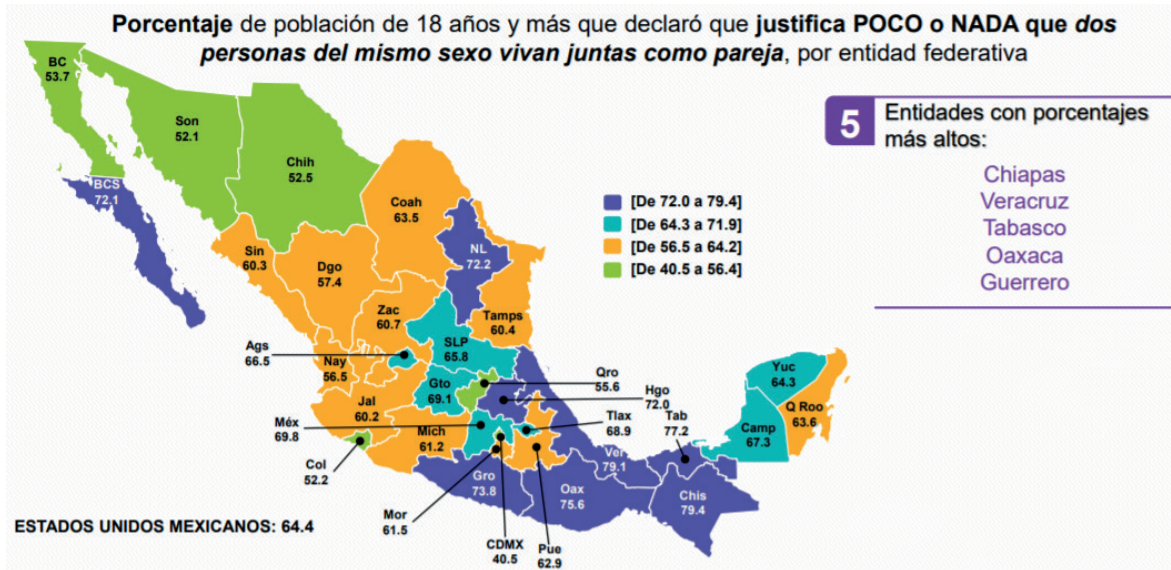 Porcentaje de población de 18 años y más que declaró que justifica POCO o NADA que dos
personas del mismo sexo vivan juntas como pareja, por entidad federativa
5
Entidades con porcentajes
más altos:
Chiapas
Veracruz
Tabasco
Oaxaca
Guerrero
[De 72.0 a 79.4]
[De 64.3 a 71.9]
[De 56.5 a 64.2]
[De 40.5 a 56.4]
BC
53.7
Son
52.1
Chih
52.5
BCS
72.1
Coah
63.5
Sin
60.3
Dgo
57.4
NL
72.2
Zac
60.7
Tamps
60.4
Ags
66.5
SLP
65.8
Nay
56.5
Gto
69.1
Qro
55.6
Hgo
72.0
Jal
60.2
Méx
69.8
Mich
61.2
Tlax
68.9
Tab
77.2
Yuc
64.3
Q Roo
63.6
Camp
67.3
Col
52.2
Gro
73.8
Mor
61.5
CDMX
40.5
Pue
62.9
Oax
75.6
Ver
79.1
Chis
79.4
ESTADOS UNIDOS MEXICANOS: 64.4